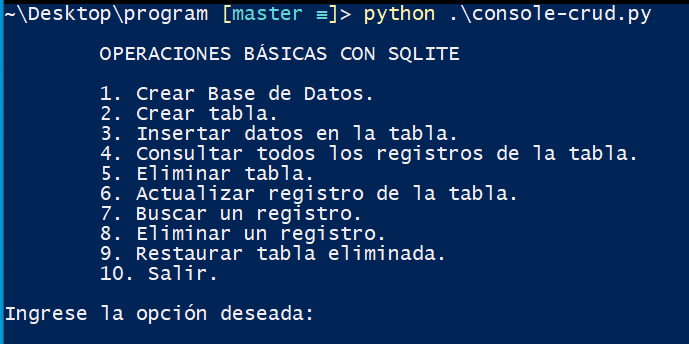 ~\Desktop\program [master ≡]> python .\console-crud.py
OPERACIONES BÁSICAS CON SQLITE
1. Crear Base de Datos.
2. Crear tabla.
3. Insertar datos en la tabla.
4. Consultar todos los registros de la tabla.
5. Eliminar tabla.
6. Actualizar registro de la tabla.
7. Buscar un registro.
8. Eliminar un registro.
9. Restaurar tabla eliminada.
10. Salir.
Ingrese la opción deseada: